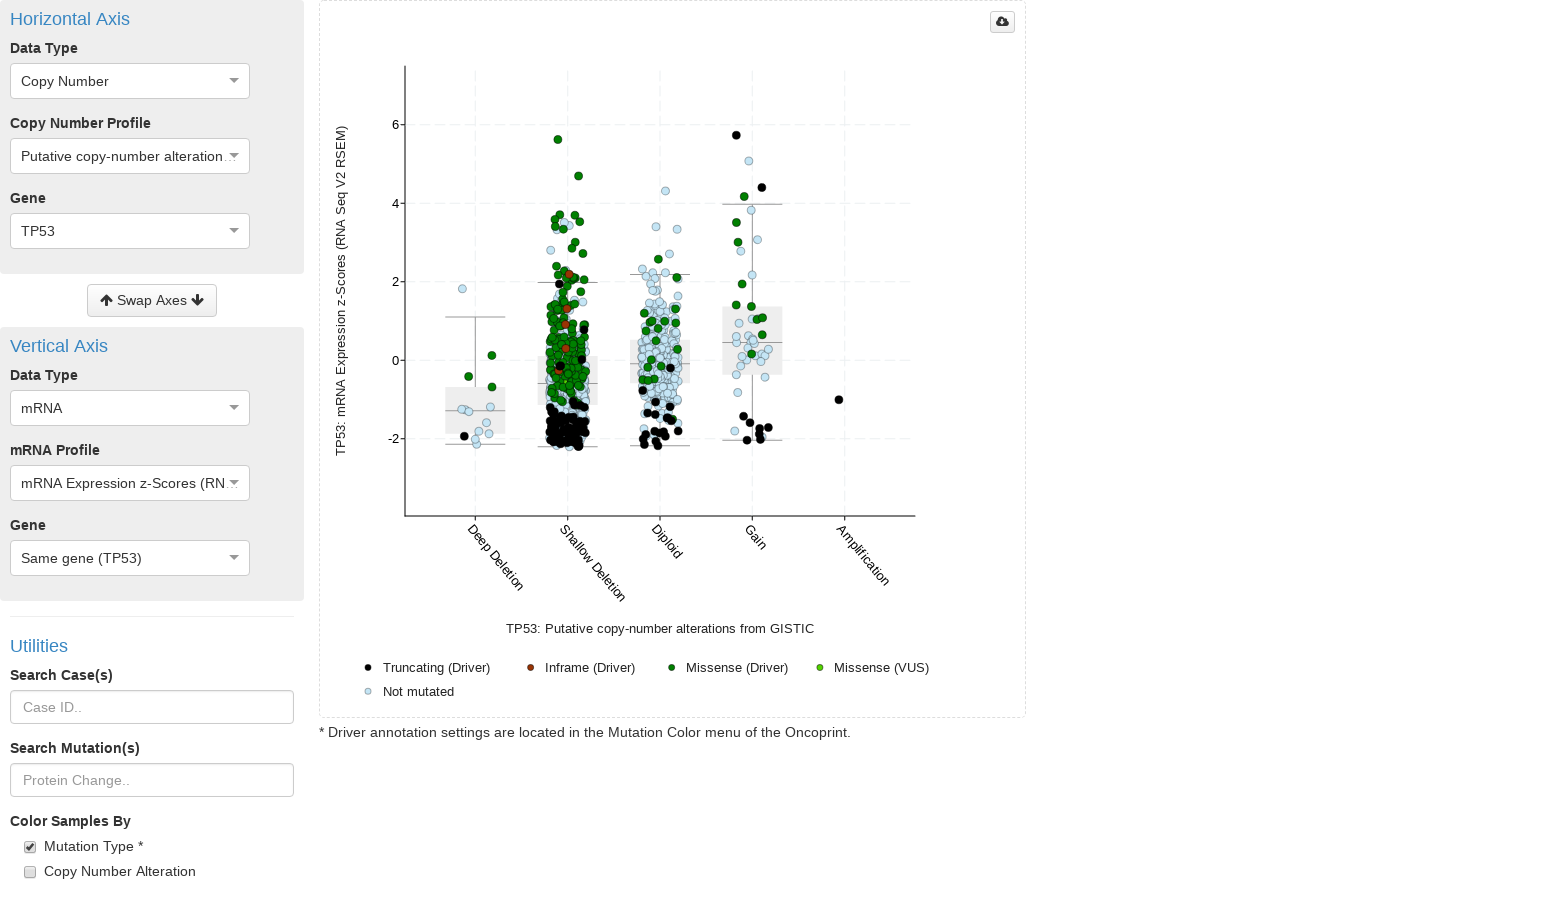 Horizontal Axis
Data Type
Copy Number
Copy Number Profile
Putative copy-number alteration...
Gene
TP53
Swap Axes
Vertical Axis
Data Type
mRNA
mRNA Profile
mRNA Expression z-Scores (RN...
Gene
Same gene (TP53)
Utilities
Search Case(s)
Case ID..
Search Mutation(s)
Protein Change..
Color Samples By
Mutation Type *
Copy Number Alteration
TP53: mRNA Expression z-Scores (RNA Seq V2 RSEM)
6
4
2
0
-2
Deep Deletion
Shallow Deletion
Diploid
Gain
Amplification
TP53: Putative copy-number alterations from GISTIC
Truncating (Driver)
Inframe (Driver)
Missense (Driver)
Missense (VUS)
Not mutated
* Driver annotation settings are located in the Mutation Color menu of the Oncoprint.